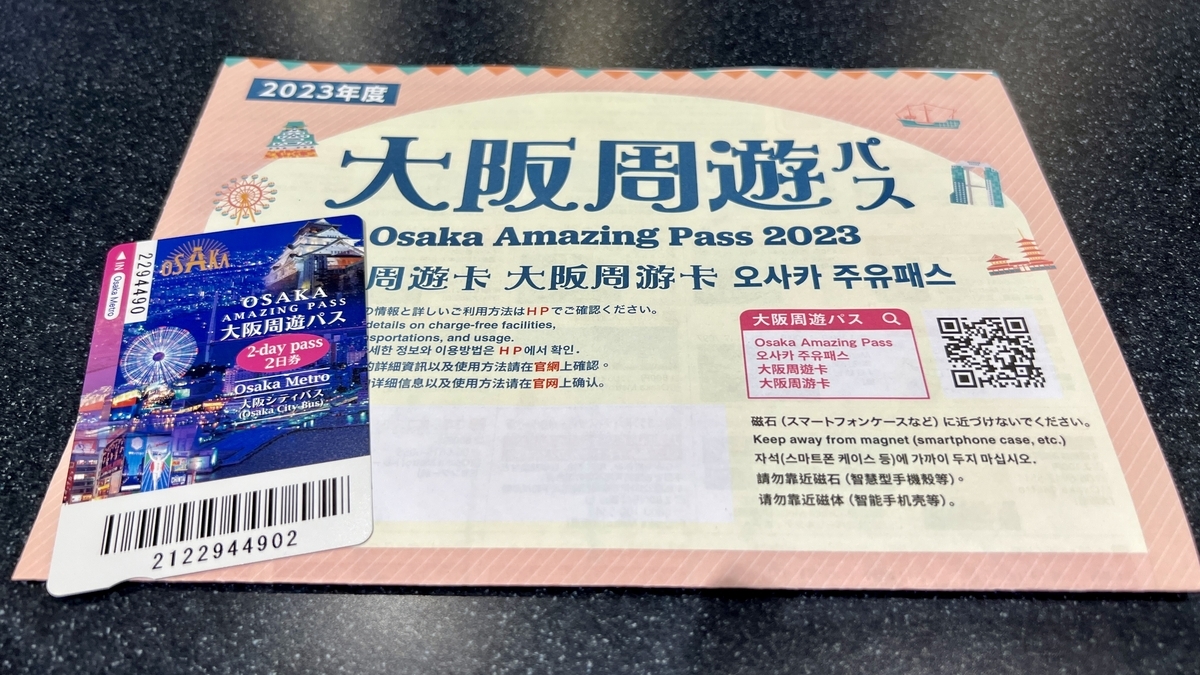 2023年度
大阪周遊パス
Osaka Amazing Pass 2023
周遊卡 大阪周游卡 오사카 주유패스
情報と詳しいご利用方法はHPでご確認ください。
details on charge-free facilities,
and usage.
정보와 이용방법은 HP에서 확인.
詳細資訊以及使用方法請在官網上確認。
详细信息以及使用方法请在官网上确认。
大阪周遊パス
Osaka Amazing Pass
오사카 주유패스
大阪周遊卡
大阪周游卡
磁石（スマートフォンケースなど）に近づけないでください。
Keep away from magnet (smartphone case, etc.)
자석(스마트폰 케이스 등)에 가까이 두지 마십시오.
請勿靠近磁石（智慧型手機殼等）。
请勿靠近磁体（智能手机壳等）。
IN Osaka Metro
2294490
OSAKA
OSAKA
AMAZING PASS
大阪周遊パス
2-day pass
2日券
Osaka Metro
大阪シティバス
(Osaka City Bus)
2122944902